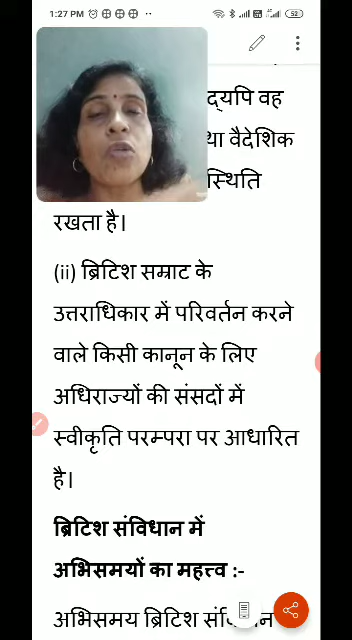 1:27 PM
52
द्यपि वह
था वैदेशिक
स्थिति
रखता है।
(ii) ब्रिटिश सम्राट के
उत्तराधिकार में परिवर्तन करने
वाले किसी कानून के लिए
अधिराज्यों की संसदों में
स्वीकृति परम्परा पर आधारित
है।
ब्रिटिश संविधान में
अभिसमयों का महत्त्व :-
अभिसमय ब्रिटिश